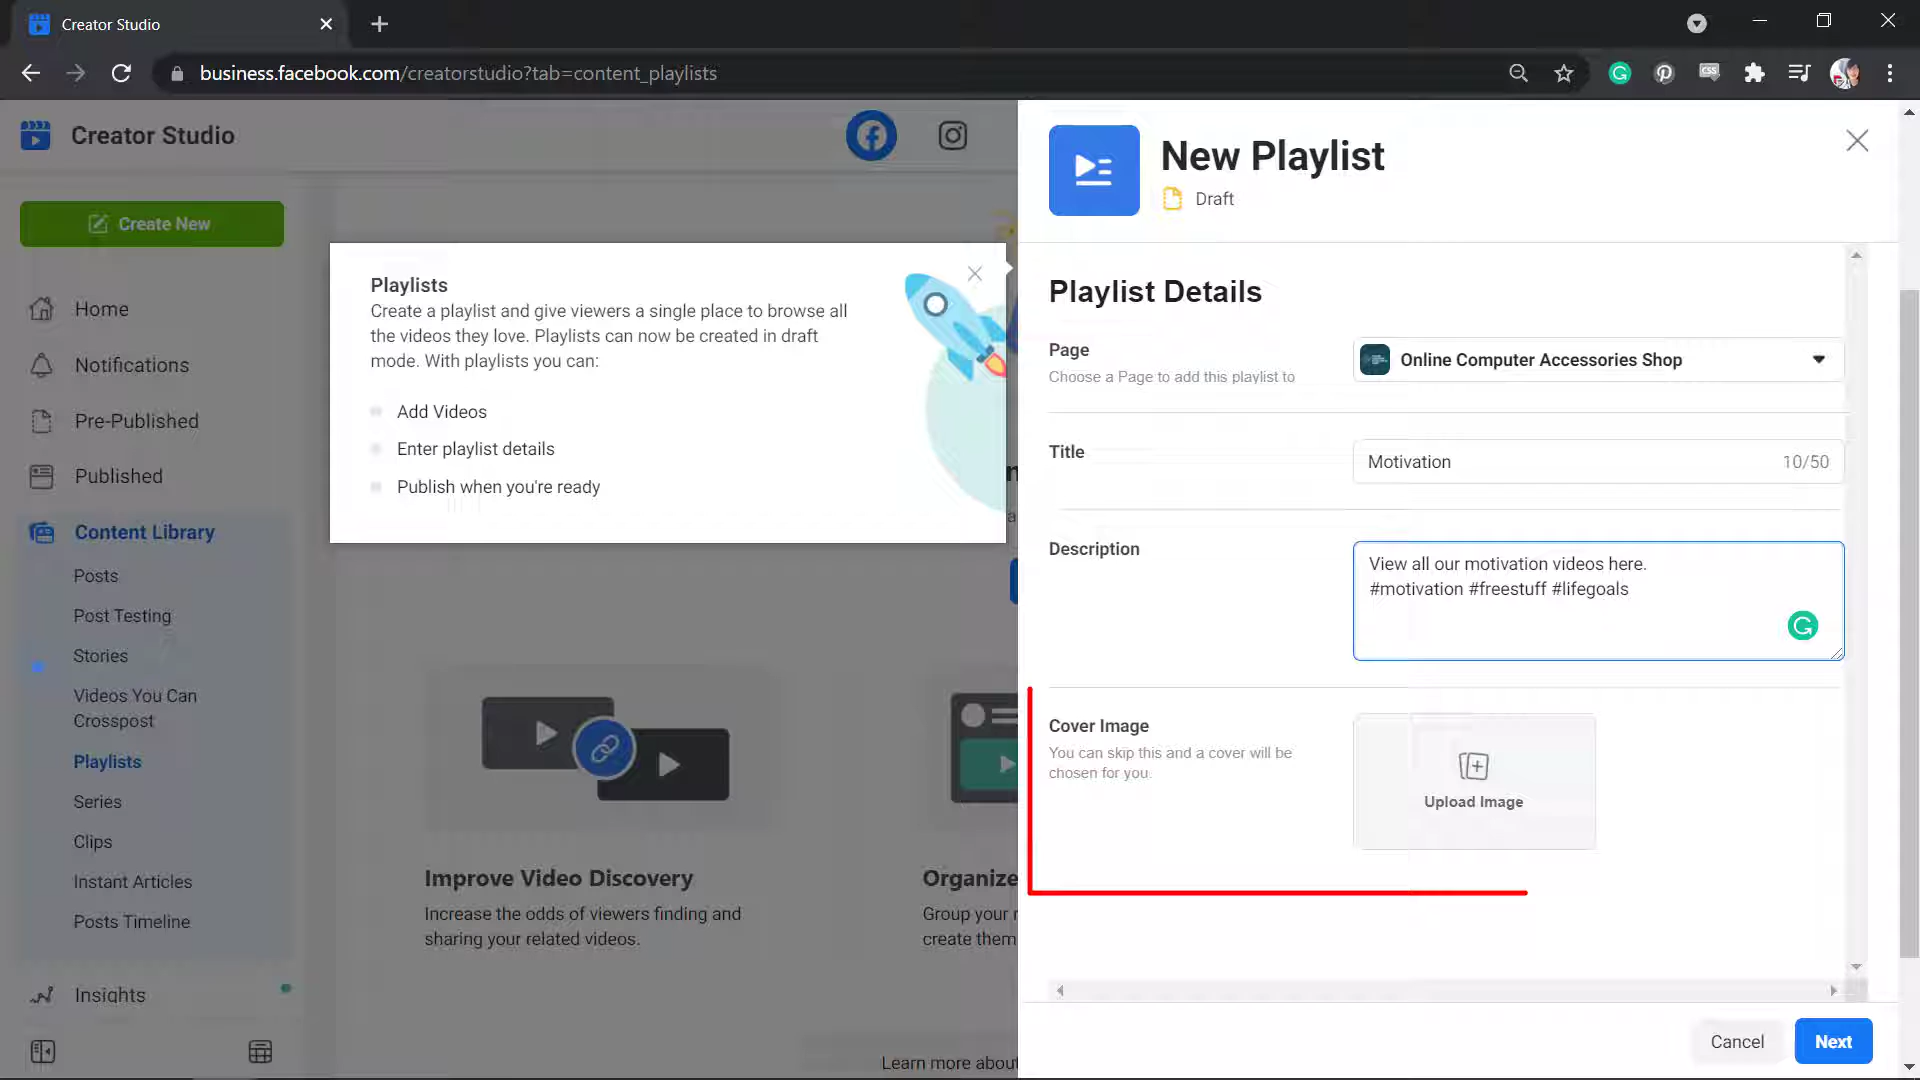 Creator Studio
business.facebook.com/creatorstudio?tab=content_playlists
CSS
Creator Studio
Create New
Home
Notifications
Pre-Published
Published
Content Library
Posts
Post Testing
Stories
Videos You Can
Crosspost
Playlists
Series
Clips
Instant Articles
Posts Timeline
Insights
Playlists
Create a playlist and give viewers a single place to browse all
the videos they love. Playlists can now be created in draft
mode. With playlists you can:
Add Videos
Enter playlist details
Publish when you're ready
Improve Video Discovery
Increase the odds of viewers finding and
sharing your related videos.
Organize
Group your
create them
Learn more about
New Playlist
Draft
Playlist Details
Page
Choose a Page to add this playlist to
Online Computer Accessories Shop
Title
Motivation 10/50
Description
View all our motivation videos here.
#motivation #freestuff #lifegoals
Cover Image
You can skip this and a cover will be
chosen for you.
Upload Image
Cancel Next